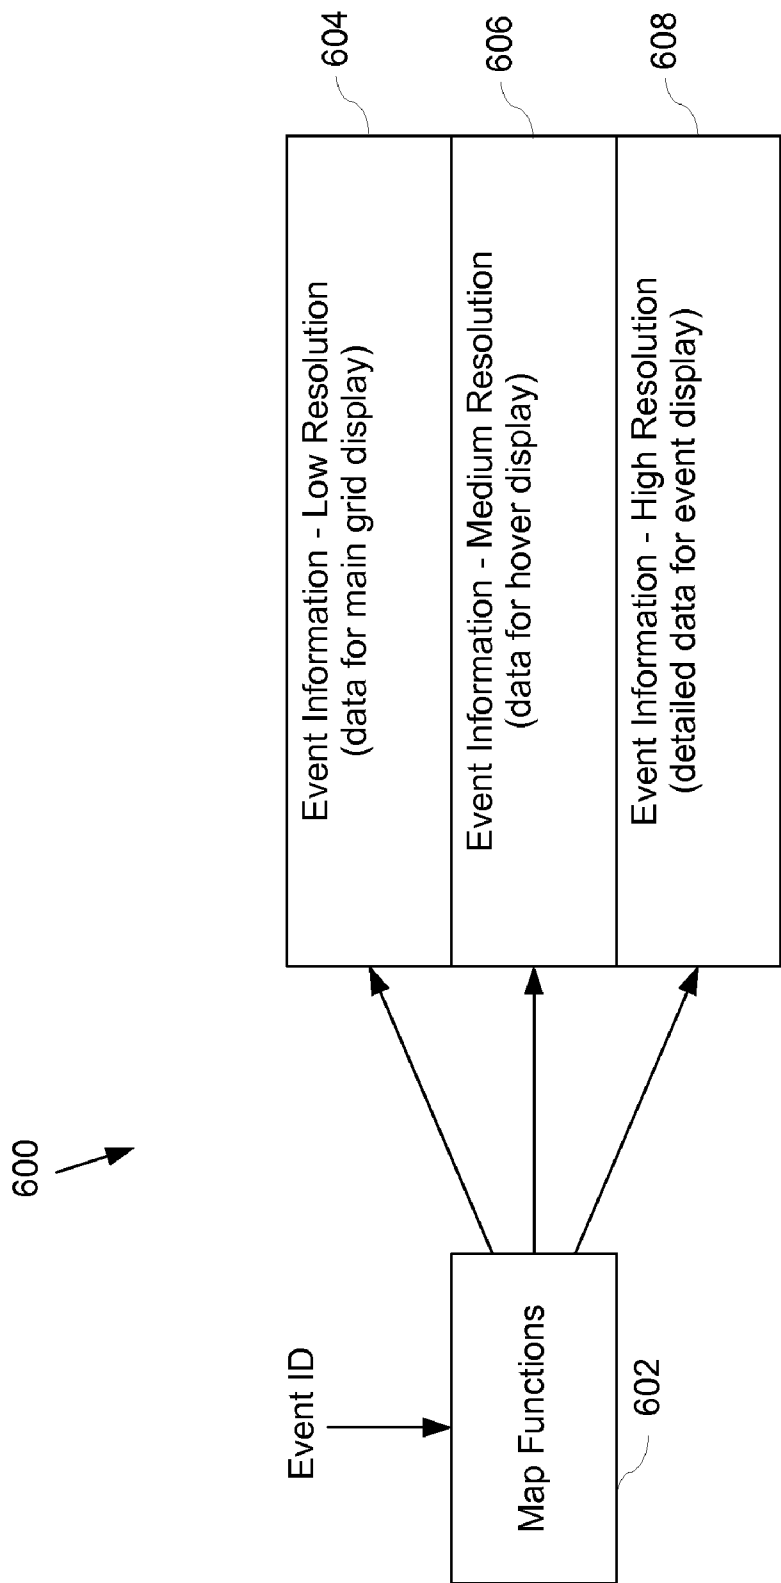 600
Event ID
Map Functions
602
Event Information - Low Resolution
(data for main grid display)
604
Event Information - Medium Resolution
(data for hover display)
606
Event Information - High Resolution
(detailed data for event display)
608